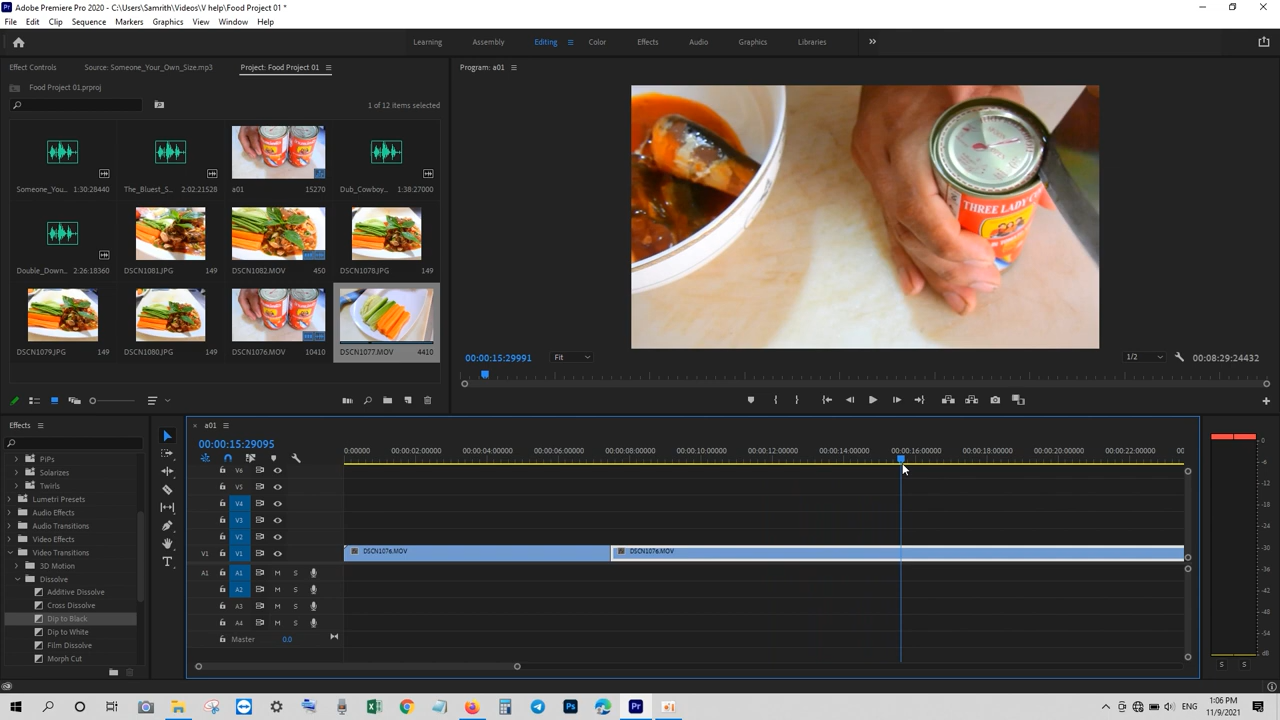 Adobe Premiere Pro 2020 - C:\Users\Samrith\Videos\V help\Food Project 01 *
File Edit Clip Sequence Markers Graphics View Window Help
Learning Assembly Editing Color Effects Audio Graphics Libraries
Effect Controls Source: Someone_Your_Own_Size.mp3 Project: Food Project 01
Program: a01
Food Project 01.prproj
1 of 12 items selected
Someone_You... 1:30:28440 The_Bluest_S... 2:02:21528 a01 15270 Dub_Cowboy... 1:38:27000
Double_Down... 2:26:18360 DSCN1081.JPG 149 DSCN1082.MOV 450 DSCN1078.JPG 149
DSCN1079.JPG 149 DSCN1080.JPG 149 DSCN1076.MOV 10410 DSCN1077.MOV 4410
THREE LADY
00:00:15:29991 Fit 1/2 00:08:29:24432
Effects
PiPs
Solarizes
Twirls
Lumetri Presets
Audio Effects
Audio Transitions
Video Effects
Video Transitions
3D Motion
Dissolve
Additive Dissolve
Cross Dissolve
Dip to Black
Dip to White
Film Dissolve
Morph Cut
a01
00:00:15:29095
0:00000 00:00:02:00000 00:00:04:00000 00:00:06:00000 00:00:08:00000 00:00:10:00000 00:00:12:00000 00:00:14:00000 00:00:16:00000 00:00:18:00000 00:00:20:00000 00:00:22:00000 00
V6
V5
V4
V3
V2
V1 V1 DSCN1076.MOV DSCN1076.MOV
A1 A1 M S
A2 M S
A3 M S
A4 M S
Master 0.0
0
-6
-12
-18
-24
-30
-36
-42
-48
-54
dB
S S
ENG
1:06 PM
11/9/2021